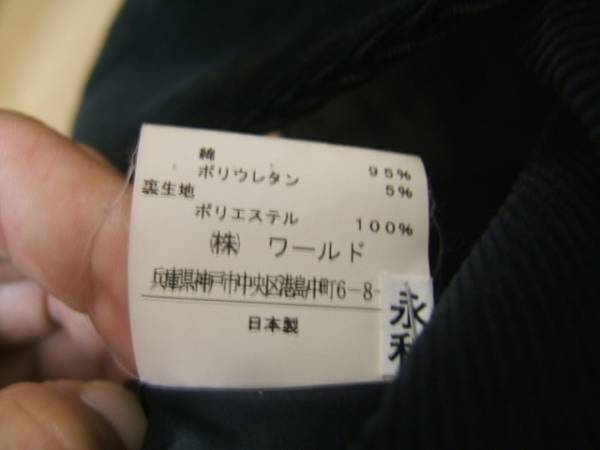 綿 95%
ポリウレタン 5%
裏生地
ポリエステル 100%
㈱ ワールド
兵庫県神戸市中央区港島中町6-8-
日本製
永